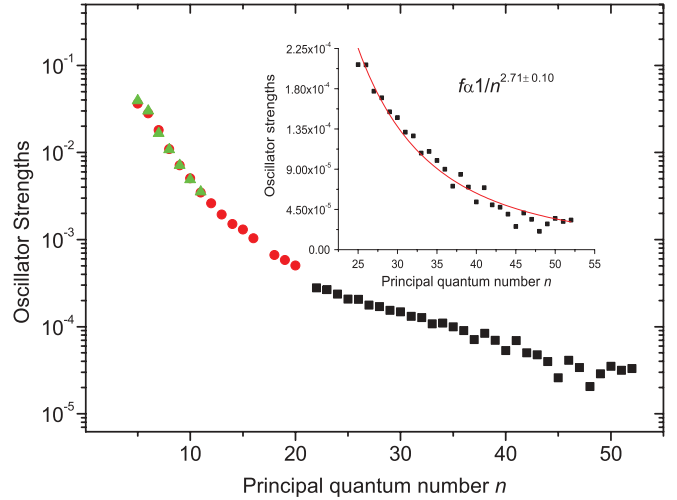 Oscillator Strengths
10⁻¹
10⁻²
10⁻³
10⁻⁴
10⁻⁵
10
20
30
40
50
Principal quantum number n
Oscillator strengths
2.25x10⁻⁴
1.80x10⁻⁴
1.35x10⁻⁴
9.00x10⁻⁵
4.50x10⁻⁵
0.00
25
30
35
40
45
50
55
Principal quantum number n
fα1/n^2.71±0.10